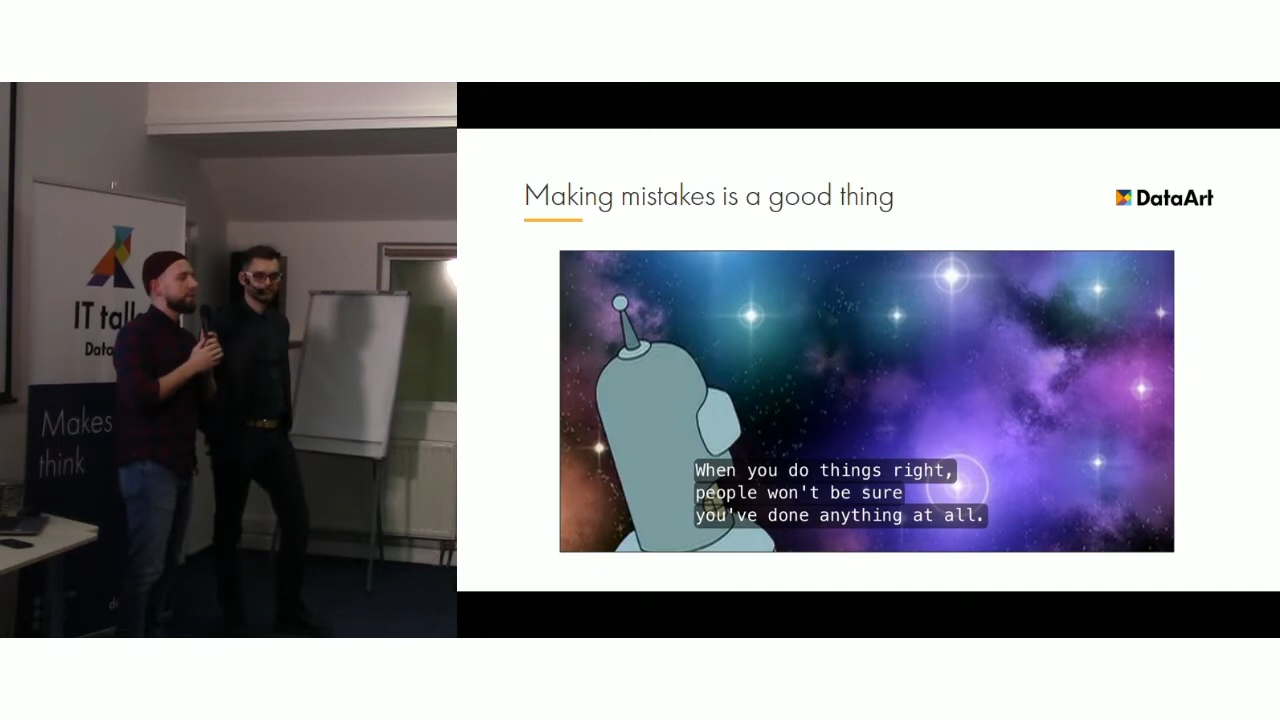 IT tal
Data
Makes
think
Making mistakes is a good thing
DataArt
When you do things right,
people won't be sure
you've done anything at all.